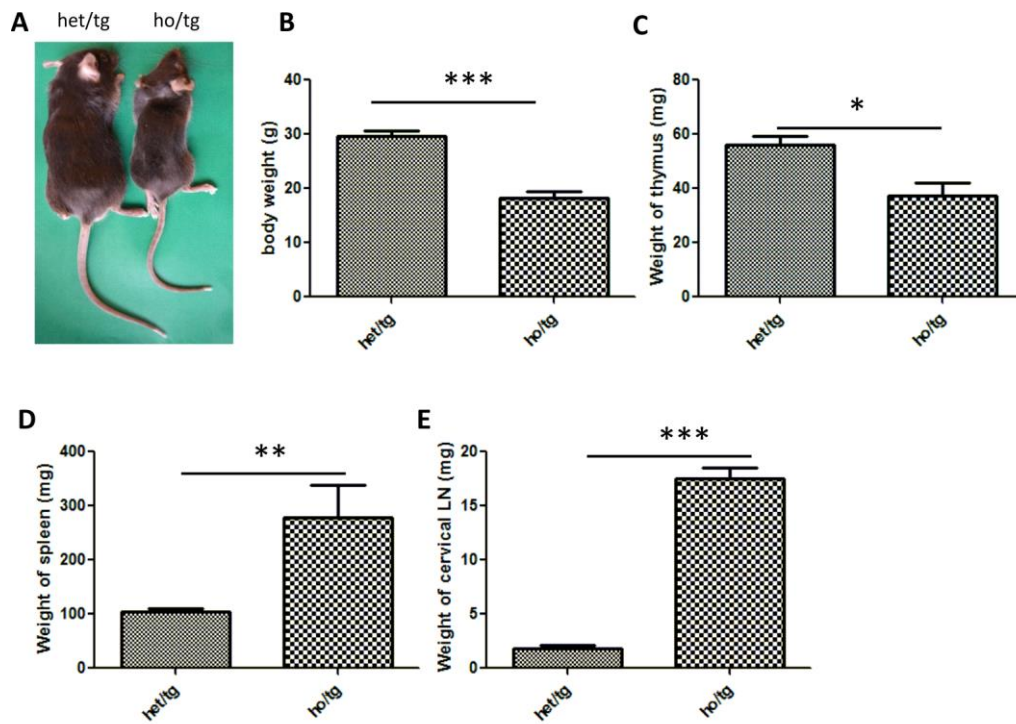 A
het/tg ho/tg
B
body weight (g)
40
30
20
10
0
***
het/tg
ho/tg
C
Weight of thymus (mg)
80
60
40
20
0
*
het/tg
ho/tg
D
Weight of spleen (mg)
400
300
200
100
0
**
het/tg
ho/tg
E
Weight of cervical LN (mg)
20
15
10
5
0
***
het/tg
ho/tg